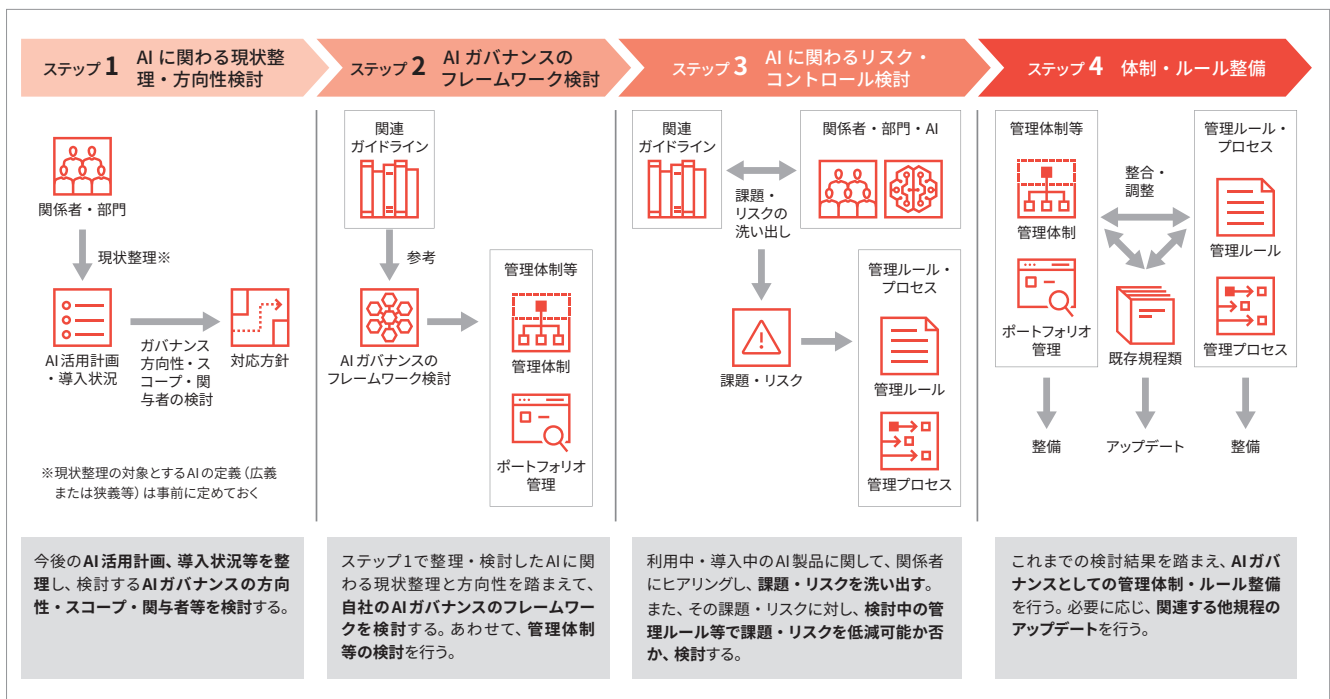 ステップ 1 AI に関わる現状整
理・方向性検討
関係者・部門
現状整理※
AI 活用計画
・導入状況
ガバナンス
方向性・ス
コープ・関
与者の検討
対応方針
※現状整理の対象とするAIの定義（広義
または狭義等）は事前に定めておく
今後のAI 活用計画、導入状況等を整
理し、検討するAIガバナンスの方向
性・スコープ・関与者等を検討する。
ステップ 2 AI ガバナンスの
フレームワーク検討
関連
ガイドライン
参考
AI ガバナンスの
フレームワーク検討
管理体制等
管理体制
ポートフォリオ
管理
ステップ1で整理・検討したAIに関
わる現状整理と方向性を踏まえて、
自社のAIガバナンスのフレームワー
クを検討する。あわせて、管理体制
等の検討を行う。
ステップ 3 AI に関わるリスク・
コントロール検討
関連
ガイドライン
課題・
リスクの
洗い出し
関係者・部門・AI
課題・リスク
管理ルール・
プロセス
管理ルール
管理プロセス
利用中・導入中のAI製品に関して、関係者
にヒアリングし、課題・リスクを洗い出す。
また、その課題・リスクに対し、検討中の管
理ルール等で課題・リスクを低減可能か否
か、検討する。
ステップ 4 体制・ルール整備
管理体制等
管理体制
ポートフォリオ
管理
整合・
調整
既存規程類
管理ルール・
プロセス
管理ルール
管理プロセス
整備
アップデート
整備
これまでの検討結果を踏まえ、AIガバ
ナンスとしての管理体制・ルール整備
を行う。必要に応じ、関連する他規程の
アップデートを行う。